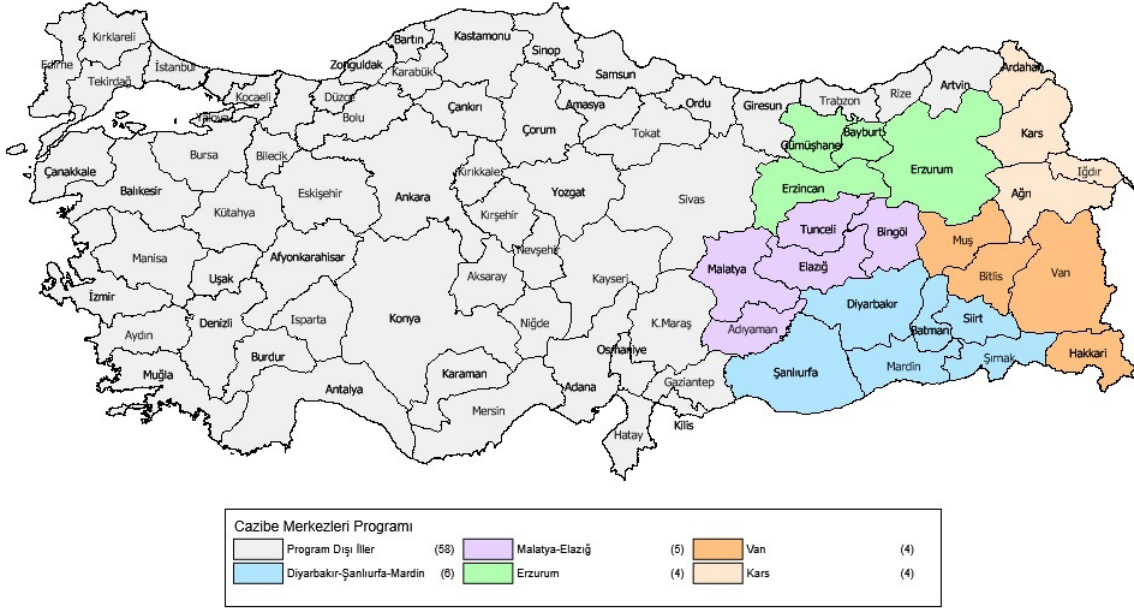 Kırklareli
Edirne
Tekirdağ
İstanbul
Kocaeli
Yalova
Zonguldak
Bartın
Karabük
Kastamonu
Sinop
Samsun
Düzce
Bolu
Çankırı
Çorum
Amasya
Ordu
Giresun
Trabzon
Rize
Artvin
Ardahan
Kars
Iğdır
Ağrı
Gümüşhane
Bayburt
Erzurum
Erzincan
Tokat
Sivas
Yozgat
Kırıkkale
Ankara
Kırşehir
Nevşehir
Eskişehir
Bilecik
Bursa
Çanakkale
Balıkesir
Kütahya
Manisa
Uşak
Afyonkarahisar
İzmir
Aydın
Denizli
Isparta
Burdur
Muğla
Antalya
Konya
Aksaray
Niğde
Kayseri
Karaman
Mersin
Adana
Osmaniye
K.Maraş
Gaziantep
Kilis
Hatay
Tunceli
Bingöl
Malatya
Elazığ
Adıyaman
Muş
Bitlis
Van
Hakkari
Diyarbakır
Batman
Siirt
Şanlıurfa
Mardin
Şırnak
Cazibe Merkezleri Programı
Program Dışı İller (58) Malatya-Elazığ (5) Van (4)
Diyarbakır-Şanlıurfa-Mardin (6) Erzurum (4) Kars (4)